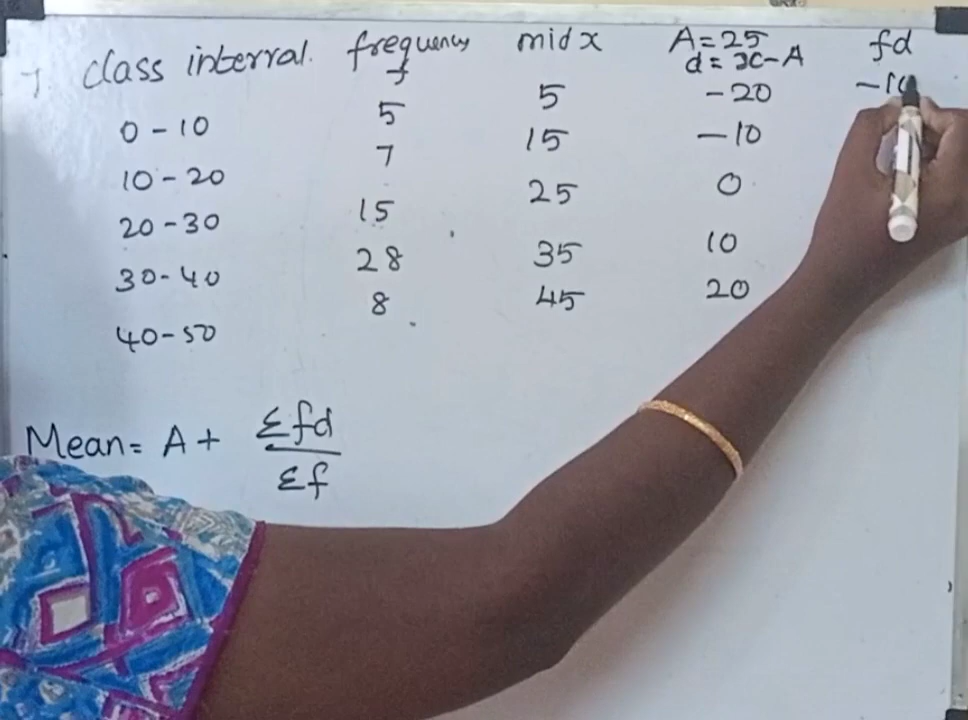 class interval. frequency f mid x A=25 d=x-A fd
0-10 5 5 -20 -10
10-20 7 15 -10
20-30 15 25 0
30-40 28 35 10
40-50 8 45 20
Mean= A+ Σfd/Σf